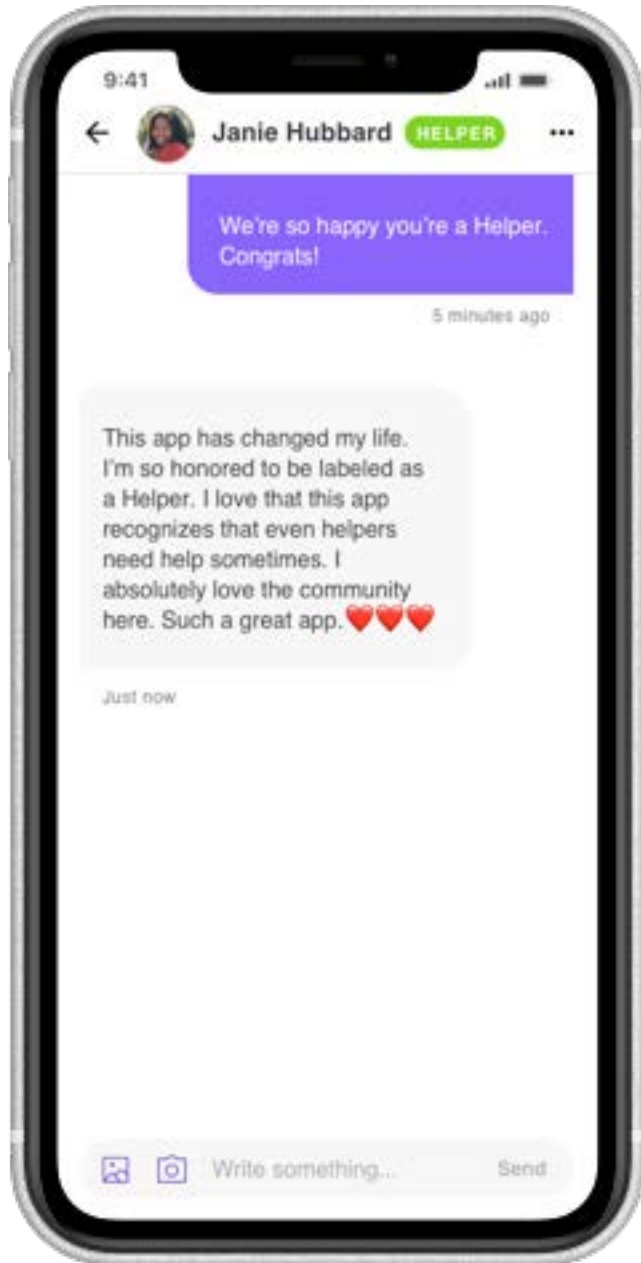 9:41
Janie Hubbard HELPER
We're so happy you're a Helper.
Congrats!
5 minutes ago
This app has changed my life.
I'm so honored to be labeled as
a Helper. I love that this app
recognizes that even helpers
need help sometimes. I
absolutely love the community
here. Such a great app.❤️❤️❤️
Just now
Write something... Send